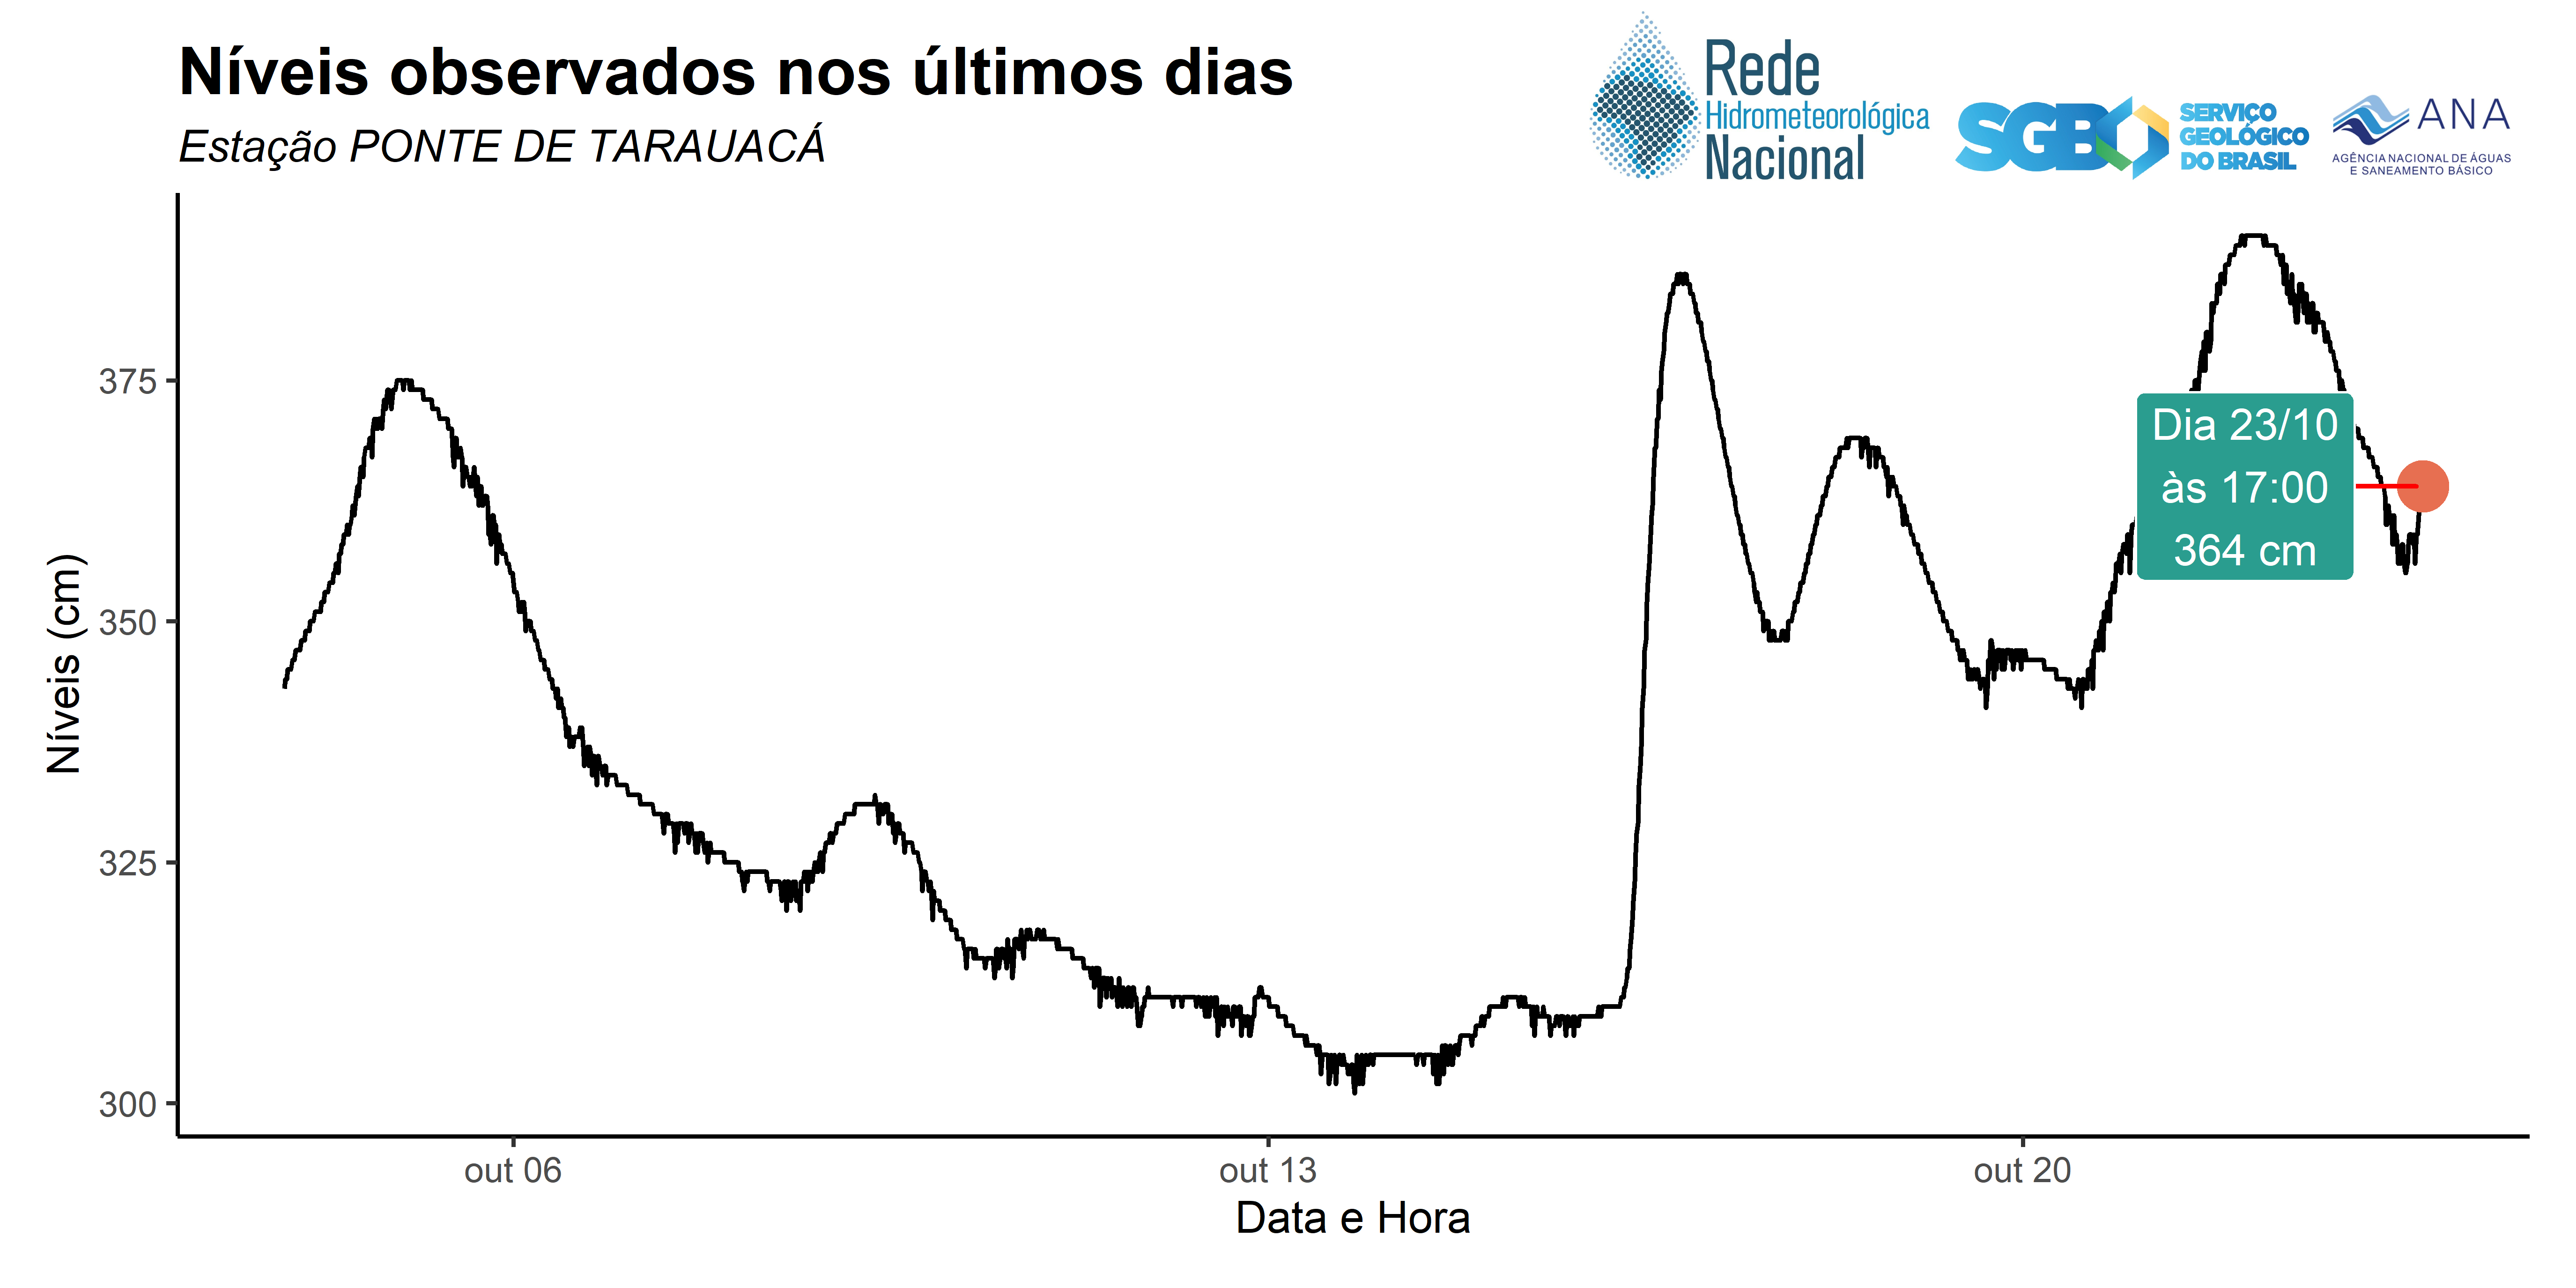 Níveis observados nos últimos dias
Estação PONTE DE TARAUACÁ
Rede
Hidrometeorológica
Nacional
SGB
SERVIÇO
GEOLÓGICO
DO BRASIL
ANA
AGÊNCIA NACIONAL DE ÁGUAS
E SANEAMENTO BÁSICO
Níveis (cm)
375
350
325
300
Dia 23/10
às 17:00
364 cm
out 06
out 13
out 20
Data e Hora